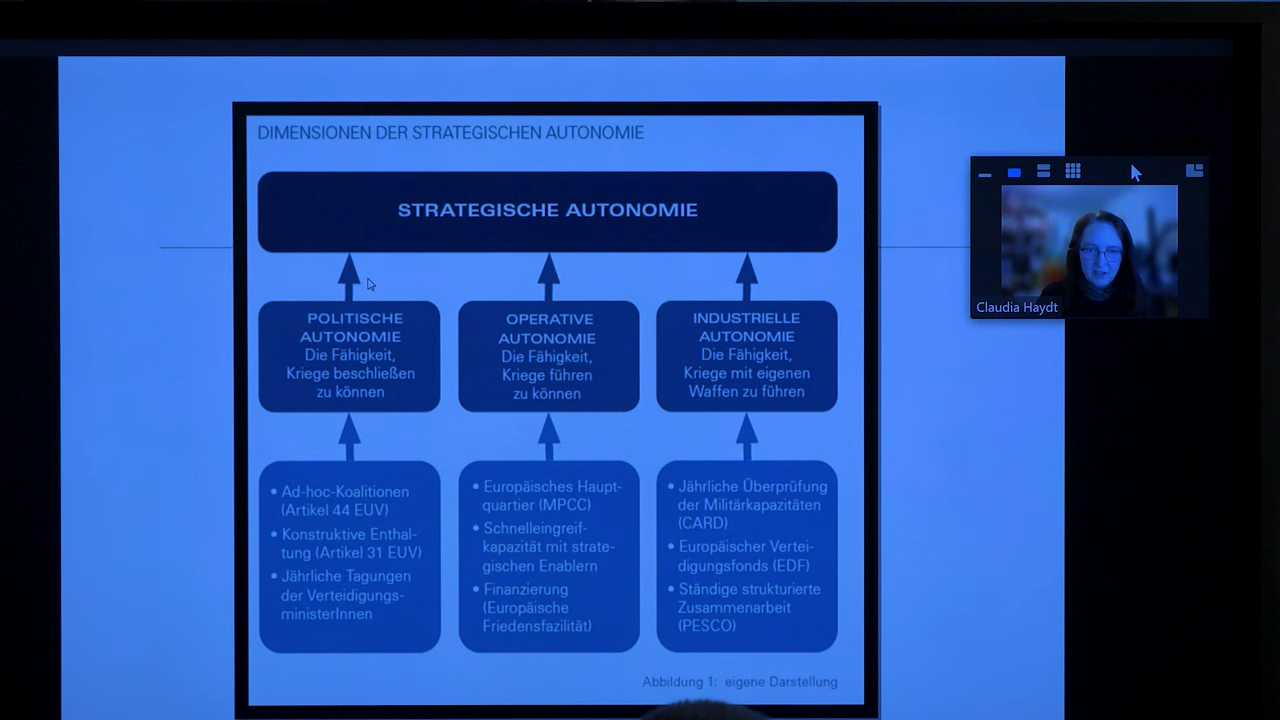 DIMENSIONEN DER STRATEGISCHEN AUTONOMIE
STRATEGISCHE AUTONOMIE
POLITISCHE
AUTONOMIE
Die Fähigkeit,
Kriege beschließen
zu können
OPERATIVE
AUTONOMIE
Die Fähigkeit,
Kriege führen
zu können
INDUSTRIELLE
AUTONOMIE
Die Fähigkeit,
Kriege mit eigenen
Waffen zu führen
• Ad-hoc-Koalitionen
(Artikel 44 EUV)
• Konstruktive Enthal-
tung (Artikel 31 EUV)
• Jährliche Tagungen
der Verteidigungs-
ministerInnen
• Europäisches Haupt-
quartier (MPCC)
• Schnelleingreif-
kapazität mit strate-
gischen Enablern
• Finanzierung
(Europäische
Friedensfazilität)
• Jährliche Überprüfung
der Militärkapazitäten
(CARD)
• Europäischer Vertei-
digungsfonds (EDF)
• Ständige strukturierte
Zusammenarbeit
(PESCO)
Abbildung 1: eigene Darstellung
Claudia Haydt